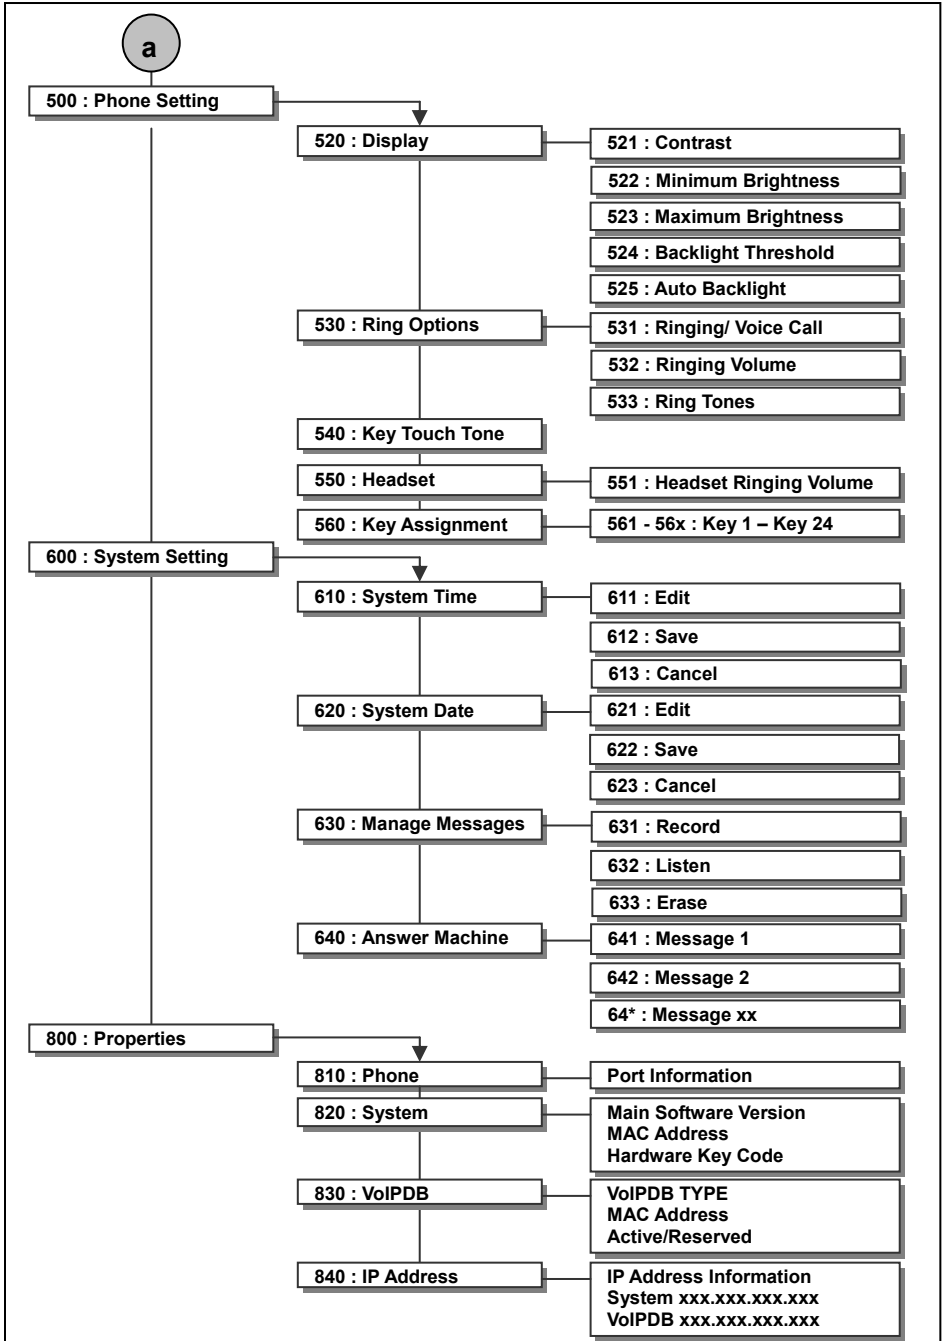 a
500 : Phone Setting
520 : Display
521 : Contrast
522 : Minimum Brightness
523 : Maximum Brightness
524 : Backlight Threshold
525 : Auto Backlight
530 : Ring Options
531 : Ringing/ Voice Call
532 : Ringing Volume
533 : Ring Tones
540 : Key Touch Tone
550 : Headset
551 : Headset Ringing Volume
560 : Key Assignment
561 - 56x : Key 1 – Key 24
600 : System Setting
610 : System Time
611 : Edit
612 : Save
613 : Cancel
620 : System Date
621 : Edit
622 : Save
623 : Cancel
630 : Manage Messages
631 : Record
632 : Listen
633 : Erase
640 : Answer Machine
641 : Message 1
642 : Message 2
64* : Message xx
800 : Properties
810 : Phone
Port Information
820 : System
Main Software Version
MAC Address
Hardware Key Code
830 : VoIPDB
VoIPDB TYPE
MAC Address
Active/Reserved
840 : IP Address
IP Address Information
System xxx.xxx.xxx.xxx
VoIPDB xxx.xxx.xxx.xxx